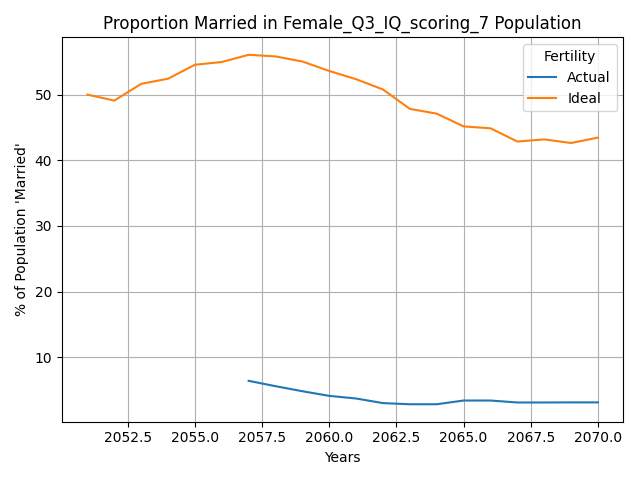 Proportion Married in Female_Q3_IQ_scoring_7 Population
Fertility
Actual
Ideal
% of Population 'Married'
50
40
30
20
10
2052.5 2055.0 2057.5 2060.0 2062.5 2065.0 2067.5 2070.0
Years